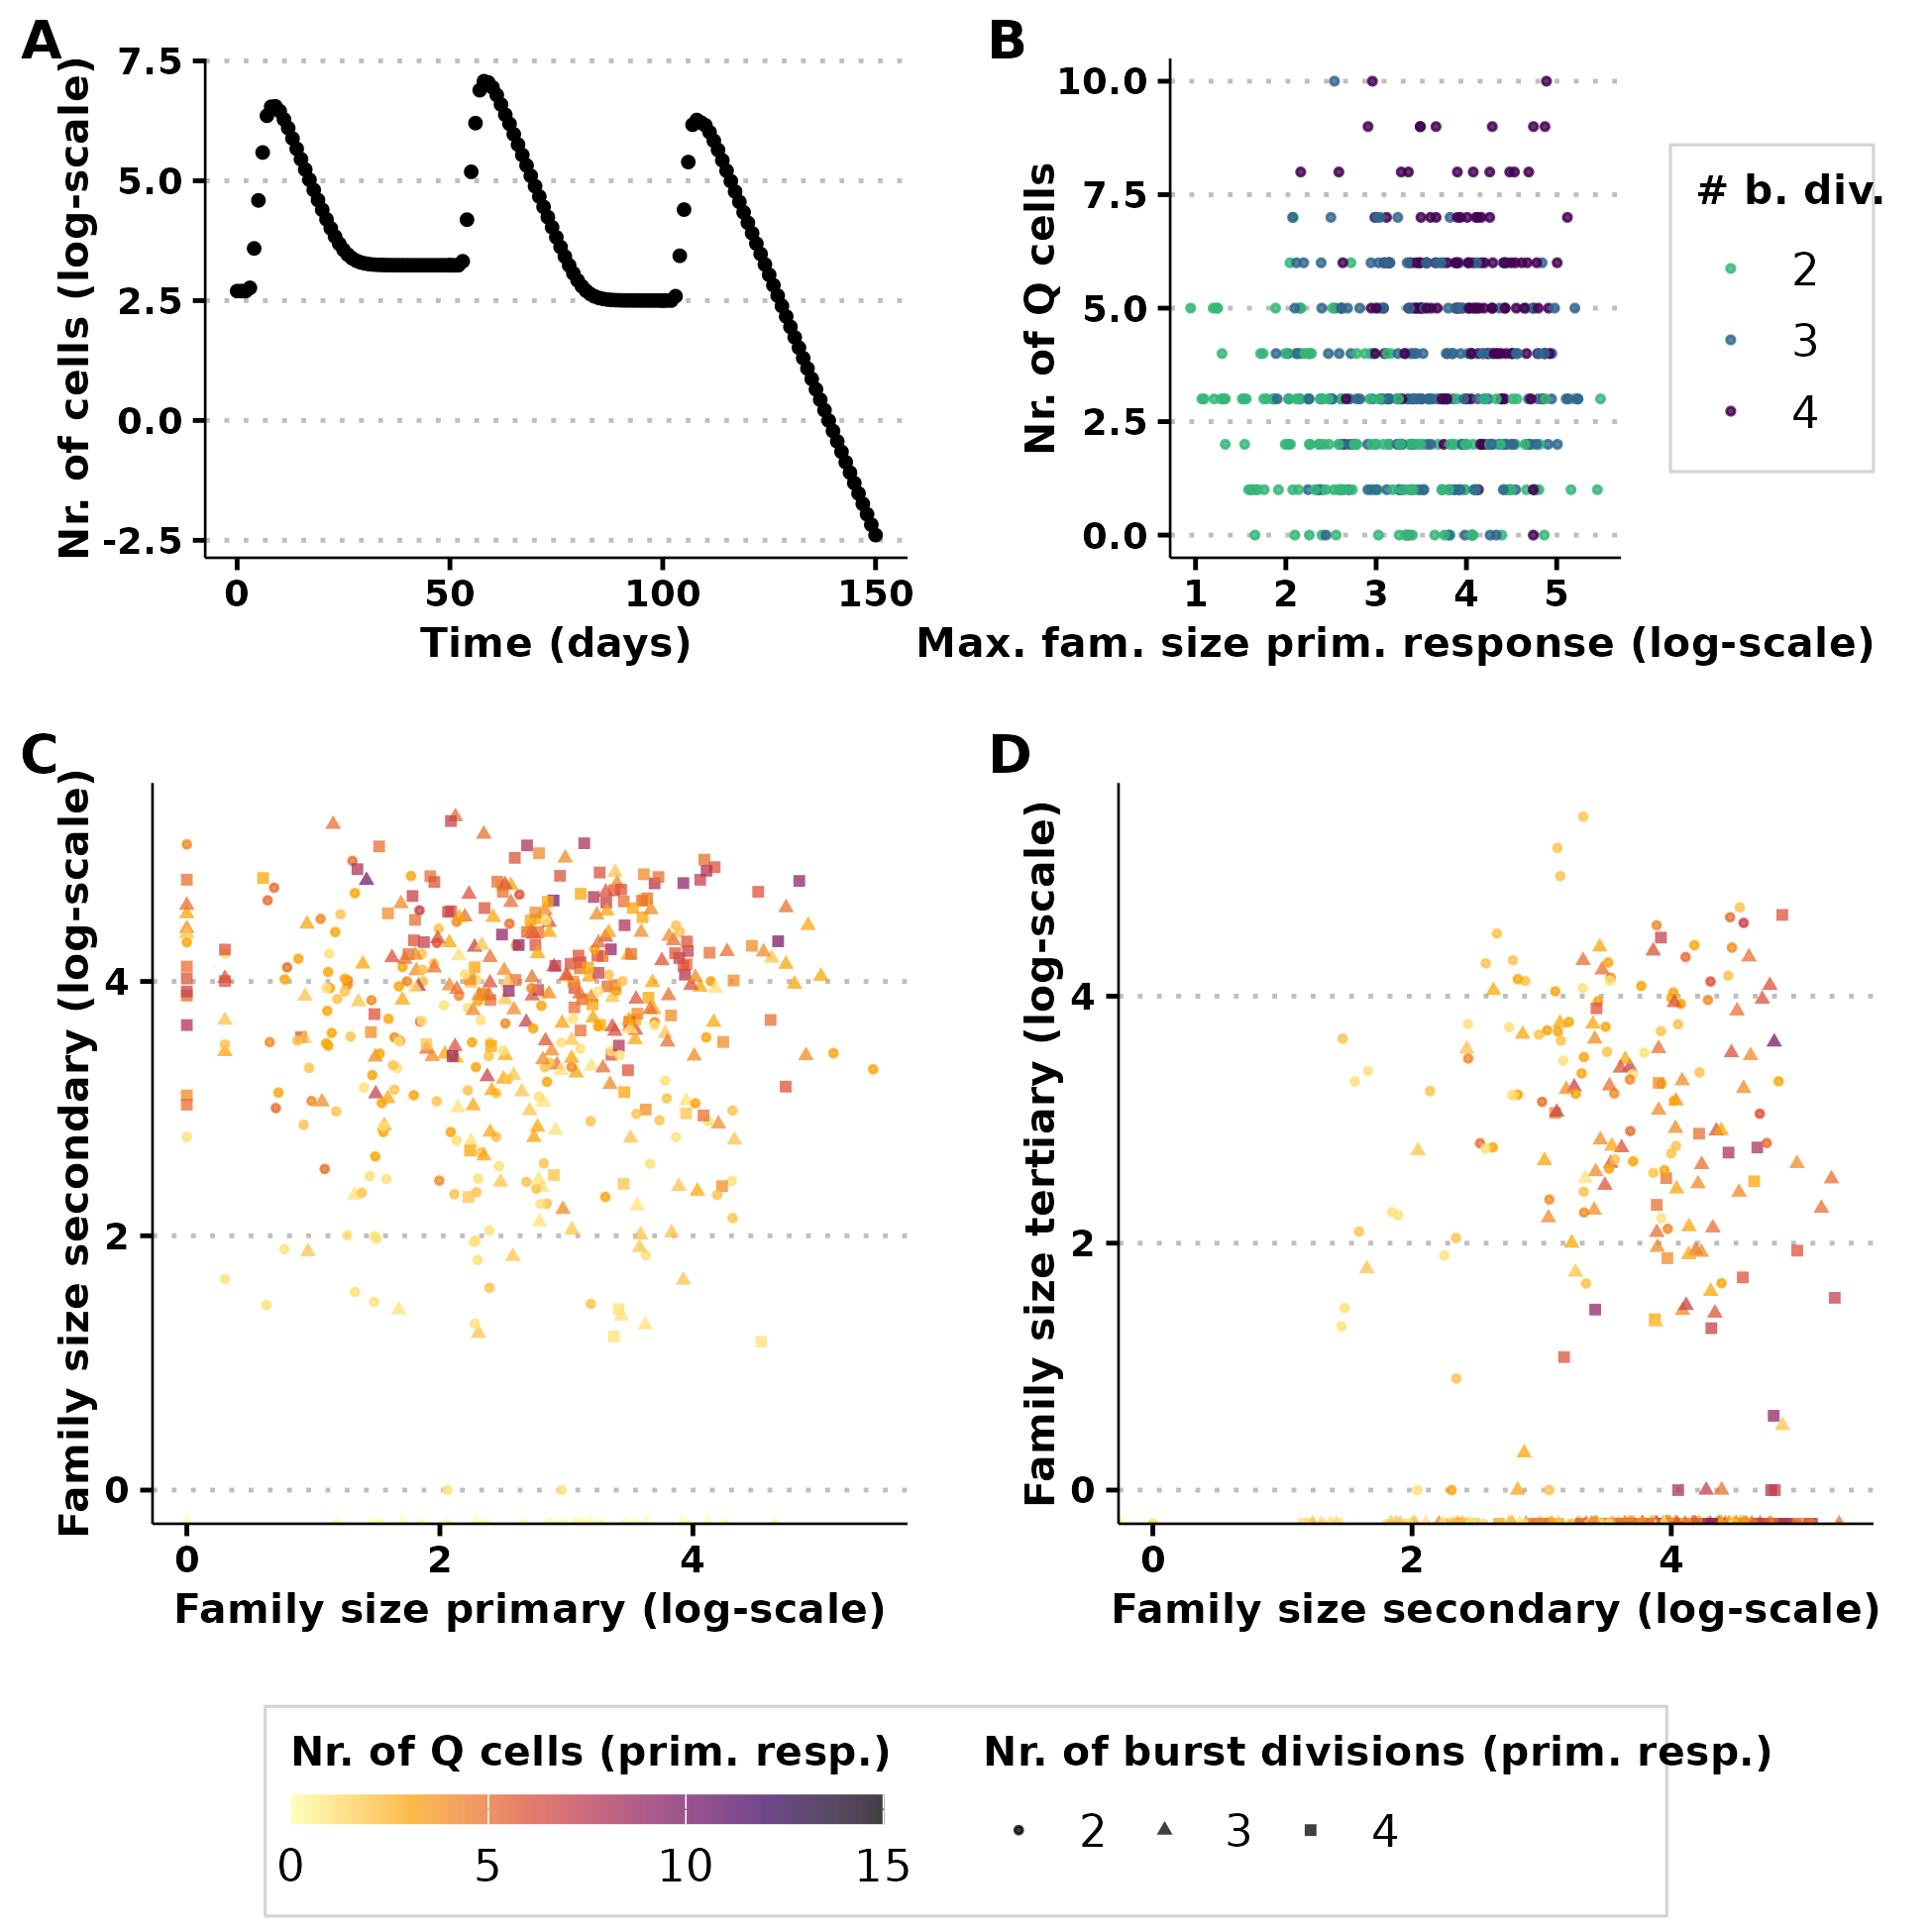 A
Nr. of cells (log-scale)
7.5
5.0
2.5
0.0
-2.5
0 50 100 150
Time (days)
B
Nr. of Q cells
10.0
7.5
5.0
2.5
0.0
1 2 3 4 5
Max. fam. size prim. response (log-scale)
# b. div.
2
3
4
C
Family size secondary (log-scale)
4
2
0
0 2 4
Family size primary (log-scale)
D
Family size tertiary (log-scale)
4
2
0
0 2 4
Family size secondary (log-scale)
Nr. of Q cells (prim. resp.)
0 5 10 15
Nr. of burst divisions (prim. resp.)
2 3 4